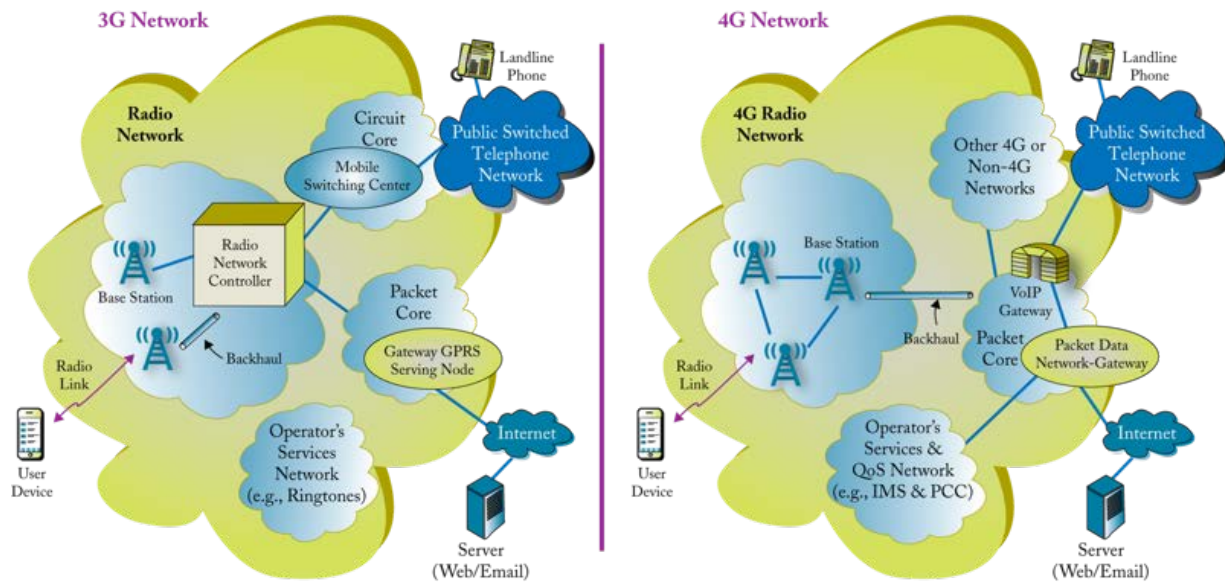 3G Network
Landline
Phone
Radio
Network
Circuit
Core
Public Switched
Telephone
Network
Mobile
Switching Center
Radio
Network
Controller
Base Station
Packet
Core
Backhaul
Gateway GPRS
Serving Node
Radio
Link
User
Device
Operator's
Services
Network
(e.g., Ringtones)
Internet
Server
(Web/Email)
4G Network
Landline
Phone
4G Radio
Network
Other 4G or
Non-4G
Networks
Public Switched
Telephone
Network
Base Station
VoIP
Gateway
Backhaul
Packet
Core
Packet Data
Network-Gateway
Radio
Link
User
Device
Operator's
Services &
QoS Network
(e.g., IMS & PCC)
Internet
Server
(Web/Email)